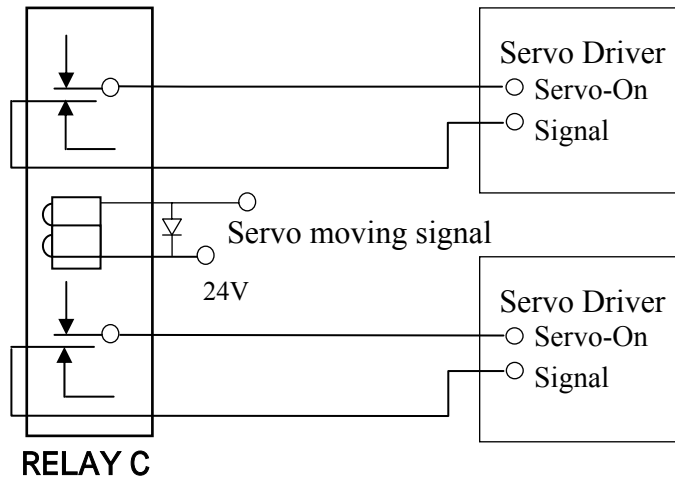 Servo Driver
Servo-On
Signal
Servo moving signal
24V
Servo Driver
Servo-On
Signal
RELAY C